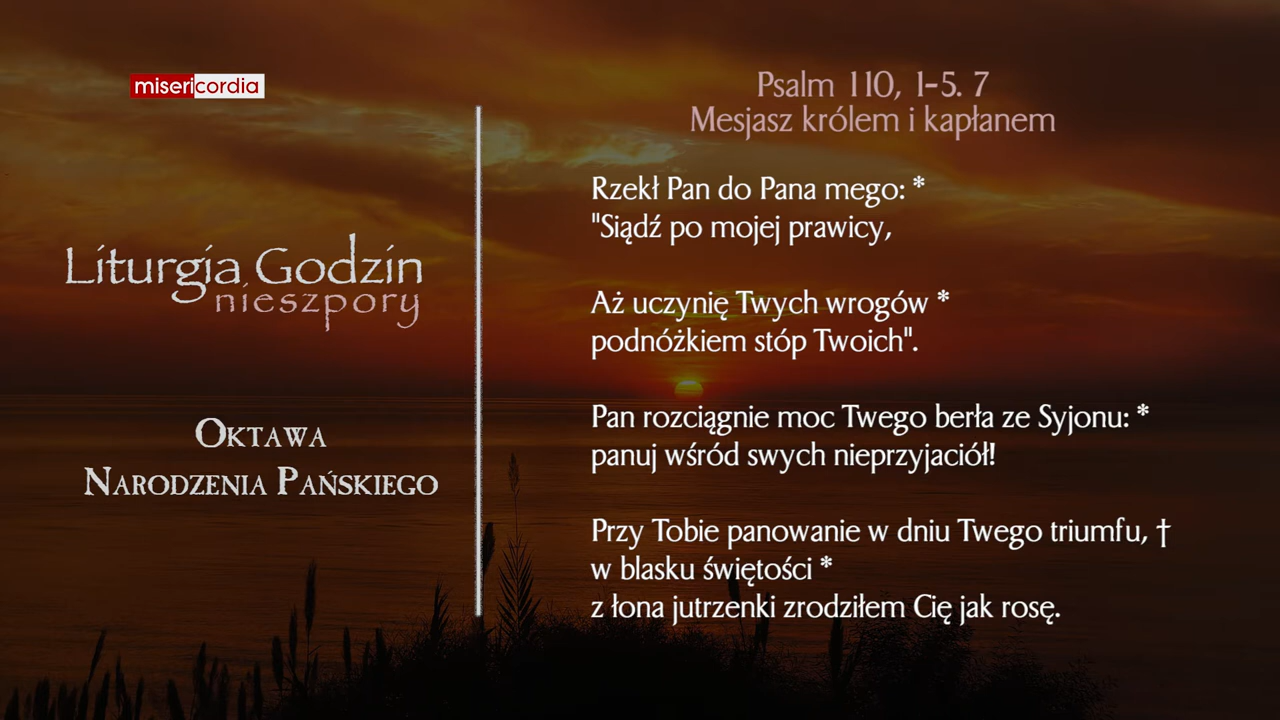 misericordia
Liturgia Godzin
nieszpory
Oktawa
Narodzenia Pańskiego
Psalm 110, 1-5. 7
Mesjasz królem i kapłanem
Rzekł Pan do Pana mego: *
"Siądź po mojej prawicy,
Aż uczynię Twych wrogów *
podnóżkiem stóp Twoich".
Pan rozciągnie moc Twego berła ze Syjonu: *
panuj wśród swych nieprzyjaciół!
Przy Tobie panowanie w dniu Twego triumfu, †
w blasku świętości *
z łona jutrzenki zrodziłem Cię jak rosę.